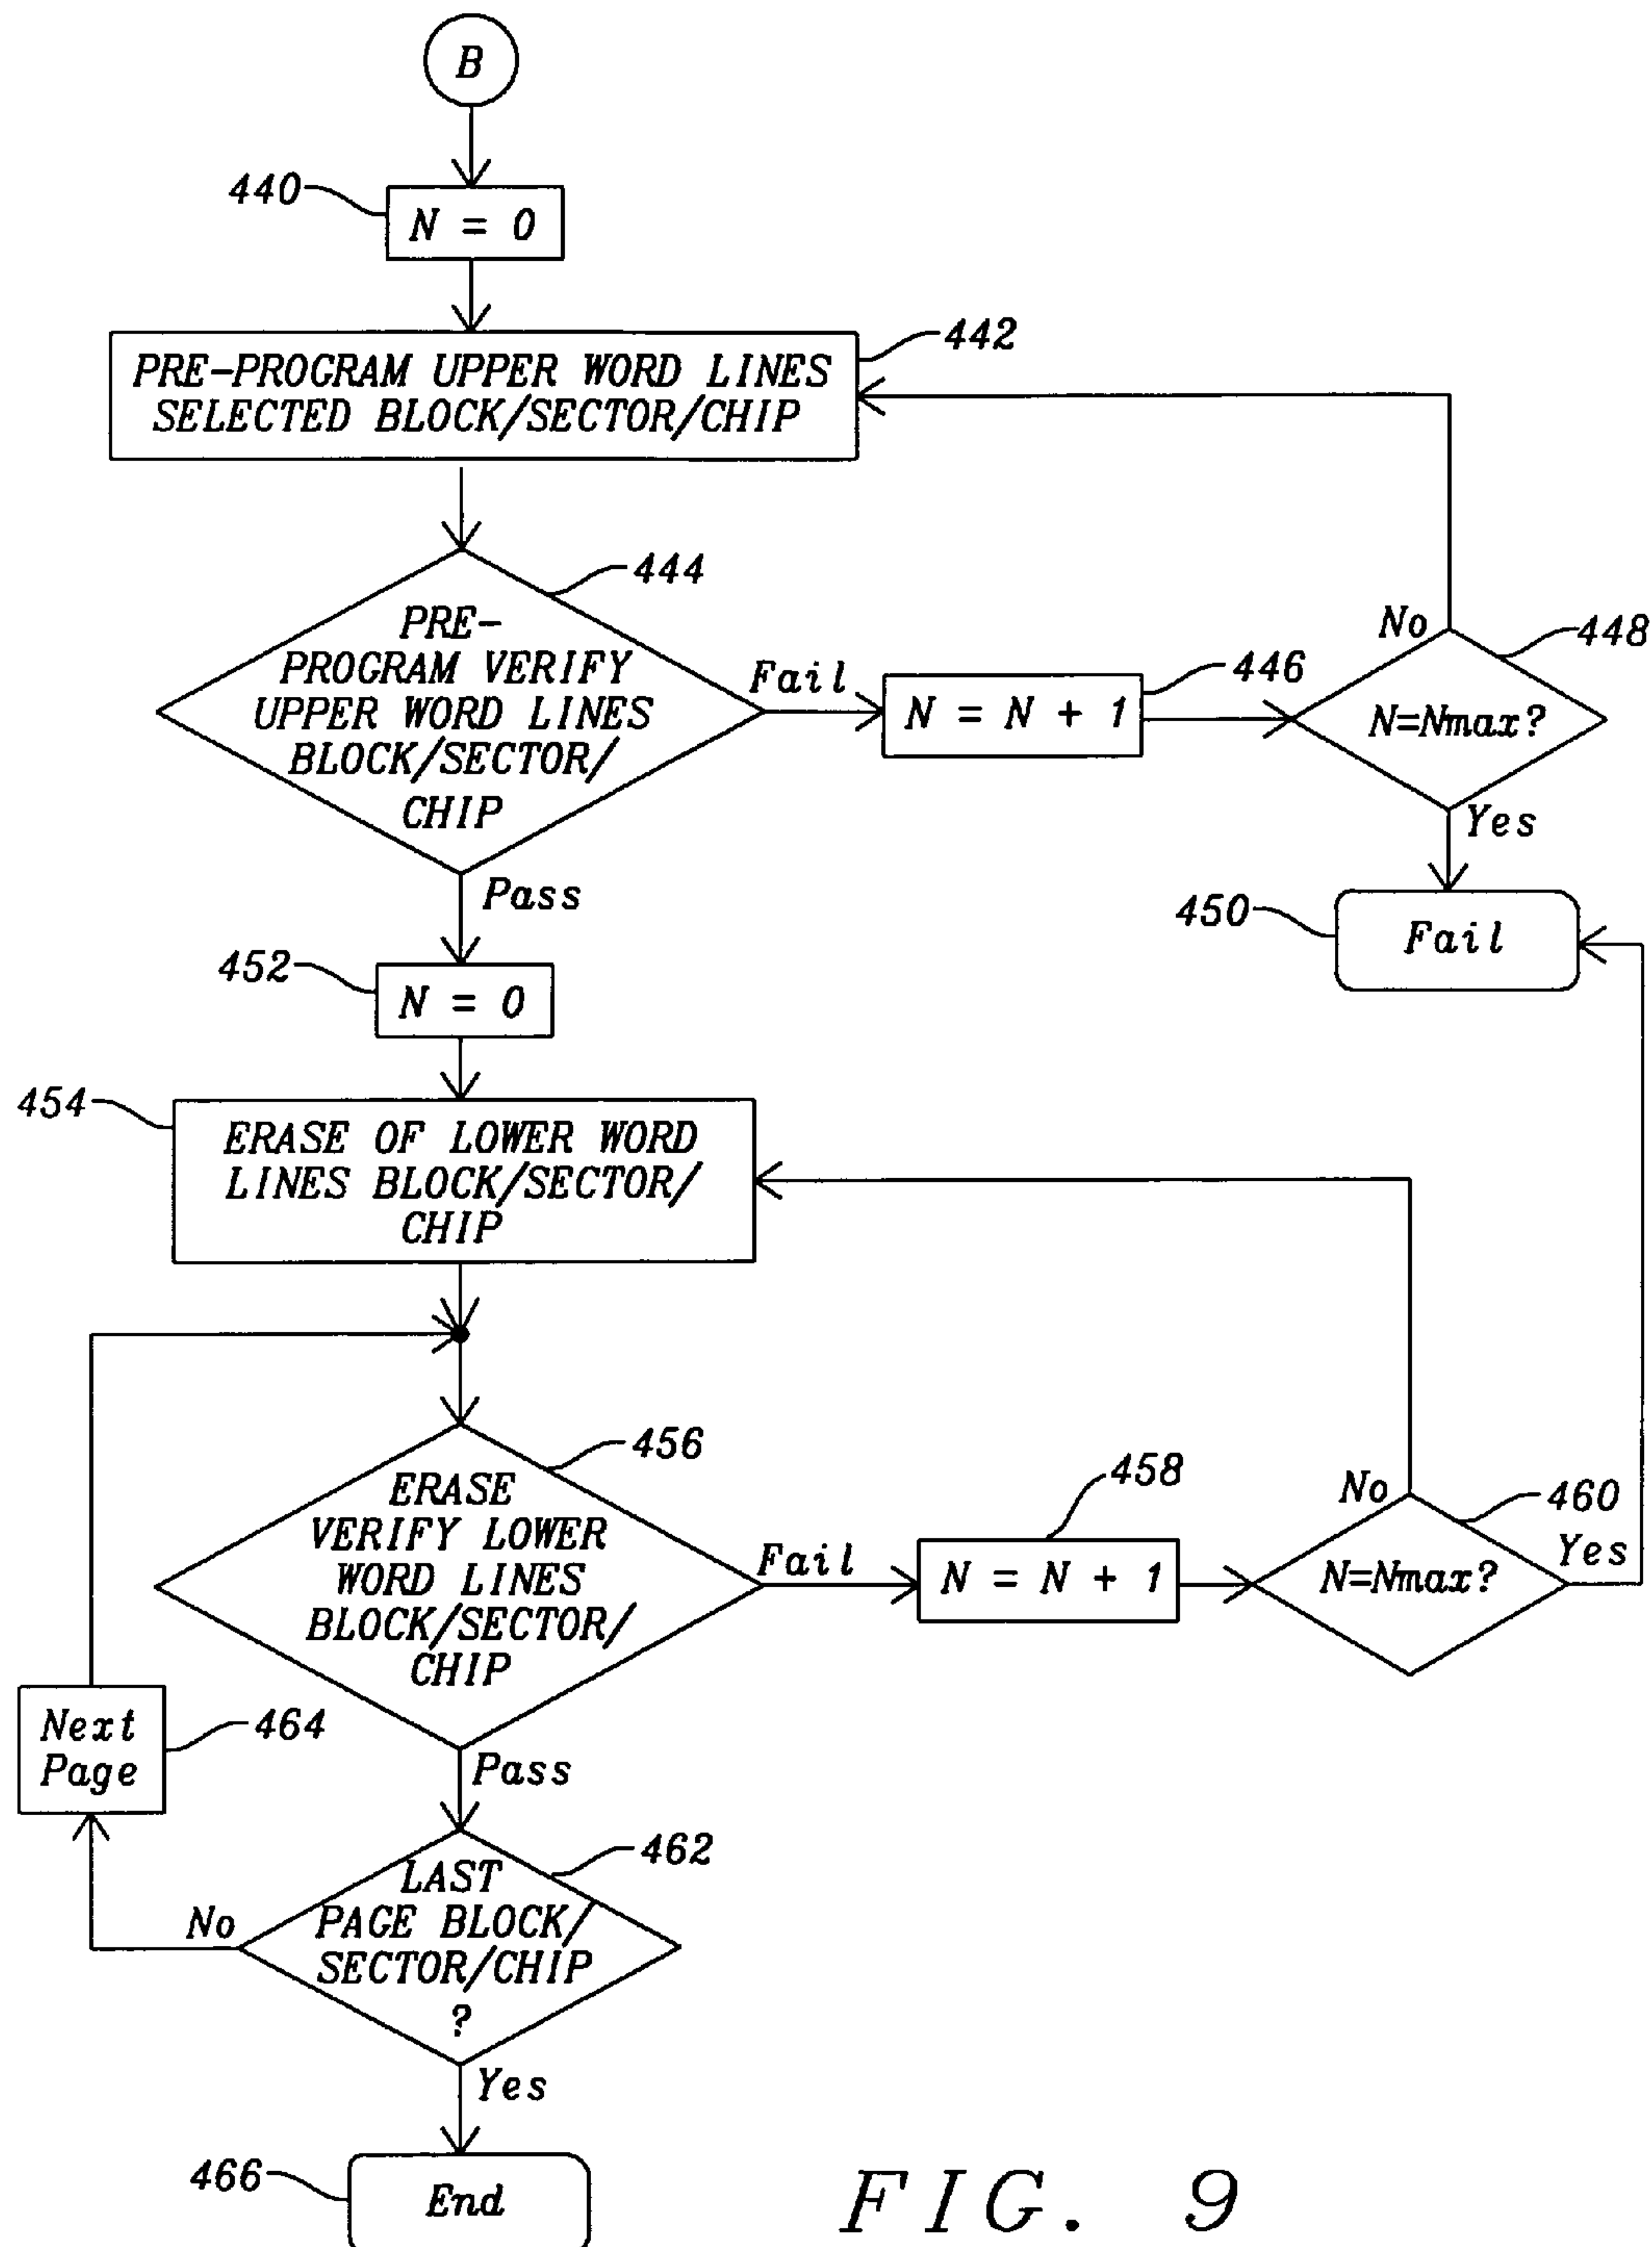 B
440
N = 0
442
PRE-PROGRAM UPPER WORD LINES
SELECTED BLOCK/SECTOR/CHIP
444
PRE-
PROGRAM VERIFY
UPPER WORD LINES
BLOCK/SECTOR/
CHIP
Fail
446
N = N + 1
No
448
N=Nmax?
Yes
450
Fail
Pass
452
N = 0
454
ERASE OF LOWER WORD
LINES BLOCK/SECTOR/
CHIP
456
ERASE
VERIFY LOWER
WORD LINES
BLOCK/SECTOR/
CHIP
Fail
458
N = N + 1
No
460
N=Nmax?
Yes
464
Next
Page
Pass
462
LAST
PAGE BLOCK/
SECTOR/CHIP
?
No
Yes
466
End
FIG. 9